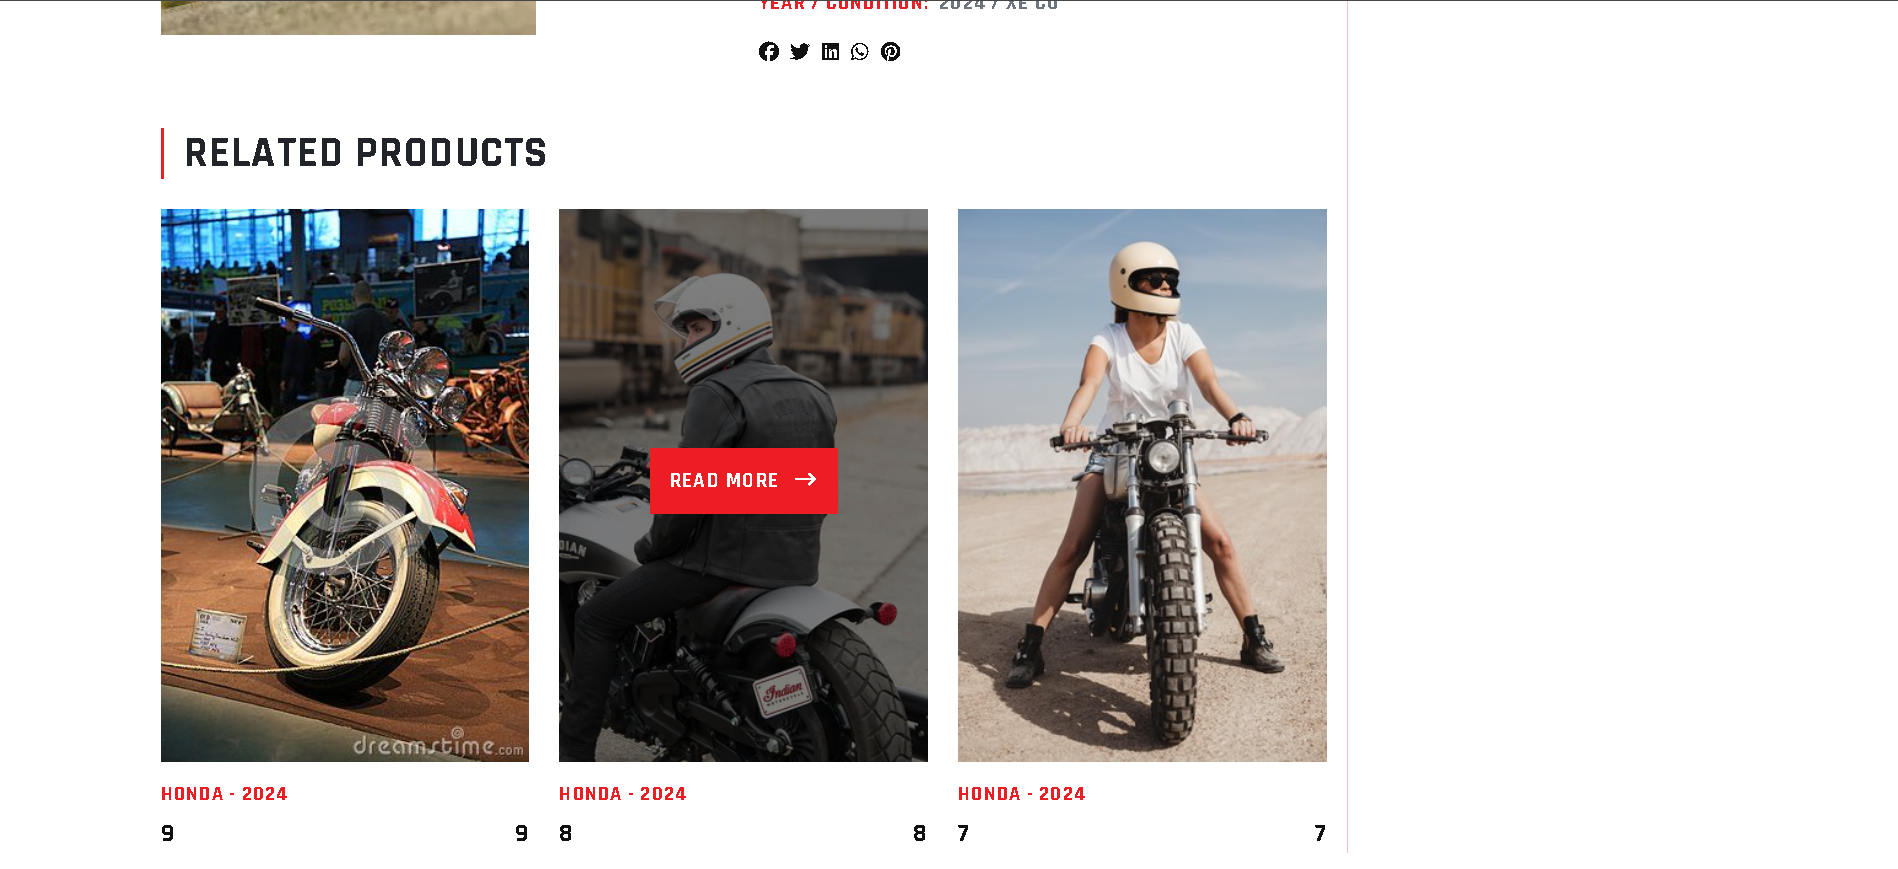 YEAR / CONDITION: 2024 / XE CŨ
RELATED PRODUCTS
READ MORE
Indian
dreamstime.com
HONDA - 2024
HONDA - 2024
HONDA - 2024
9 9
8 8
7 7